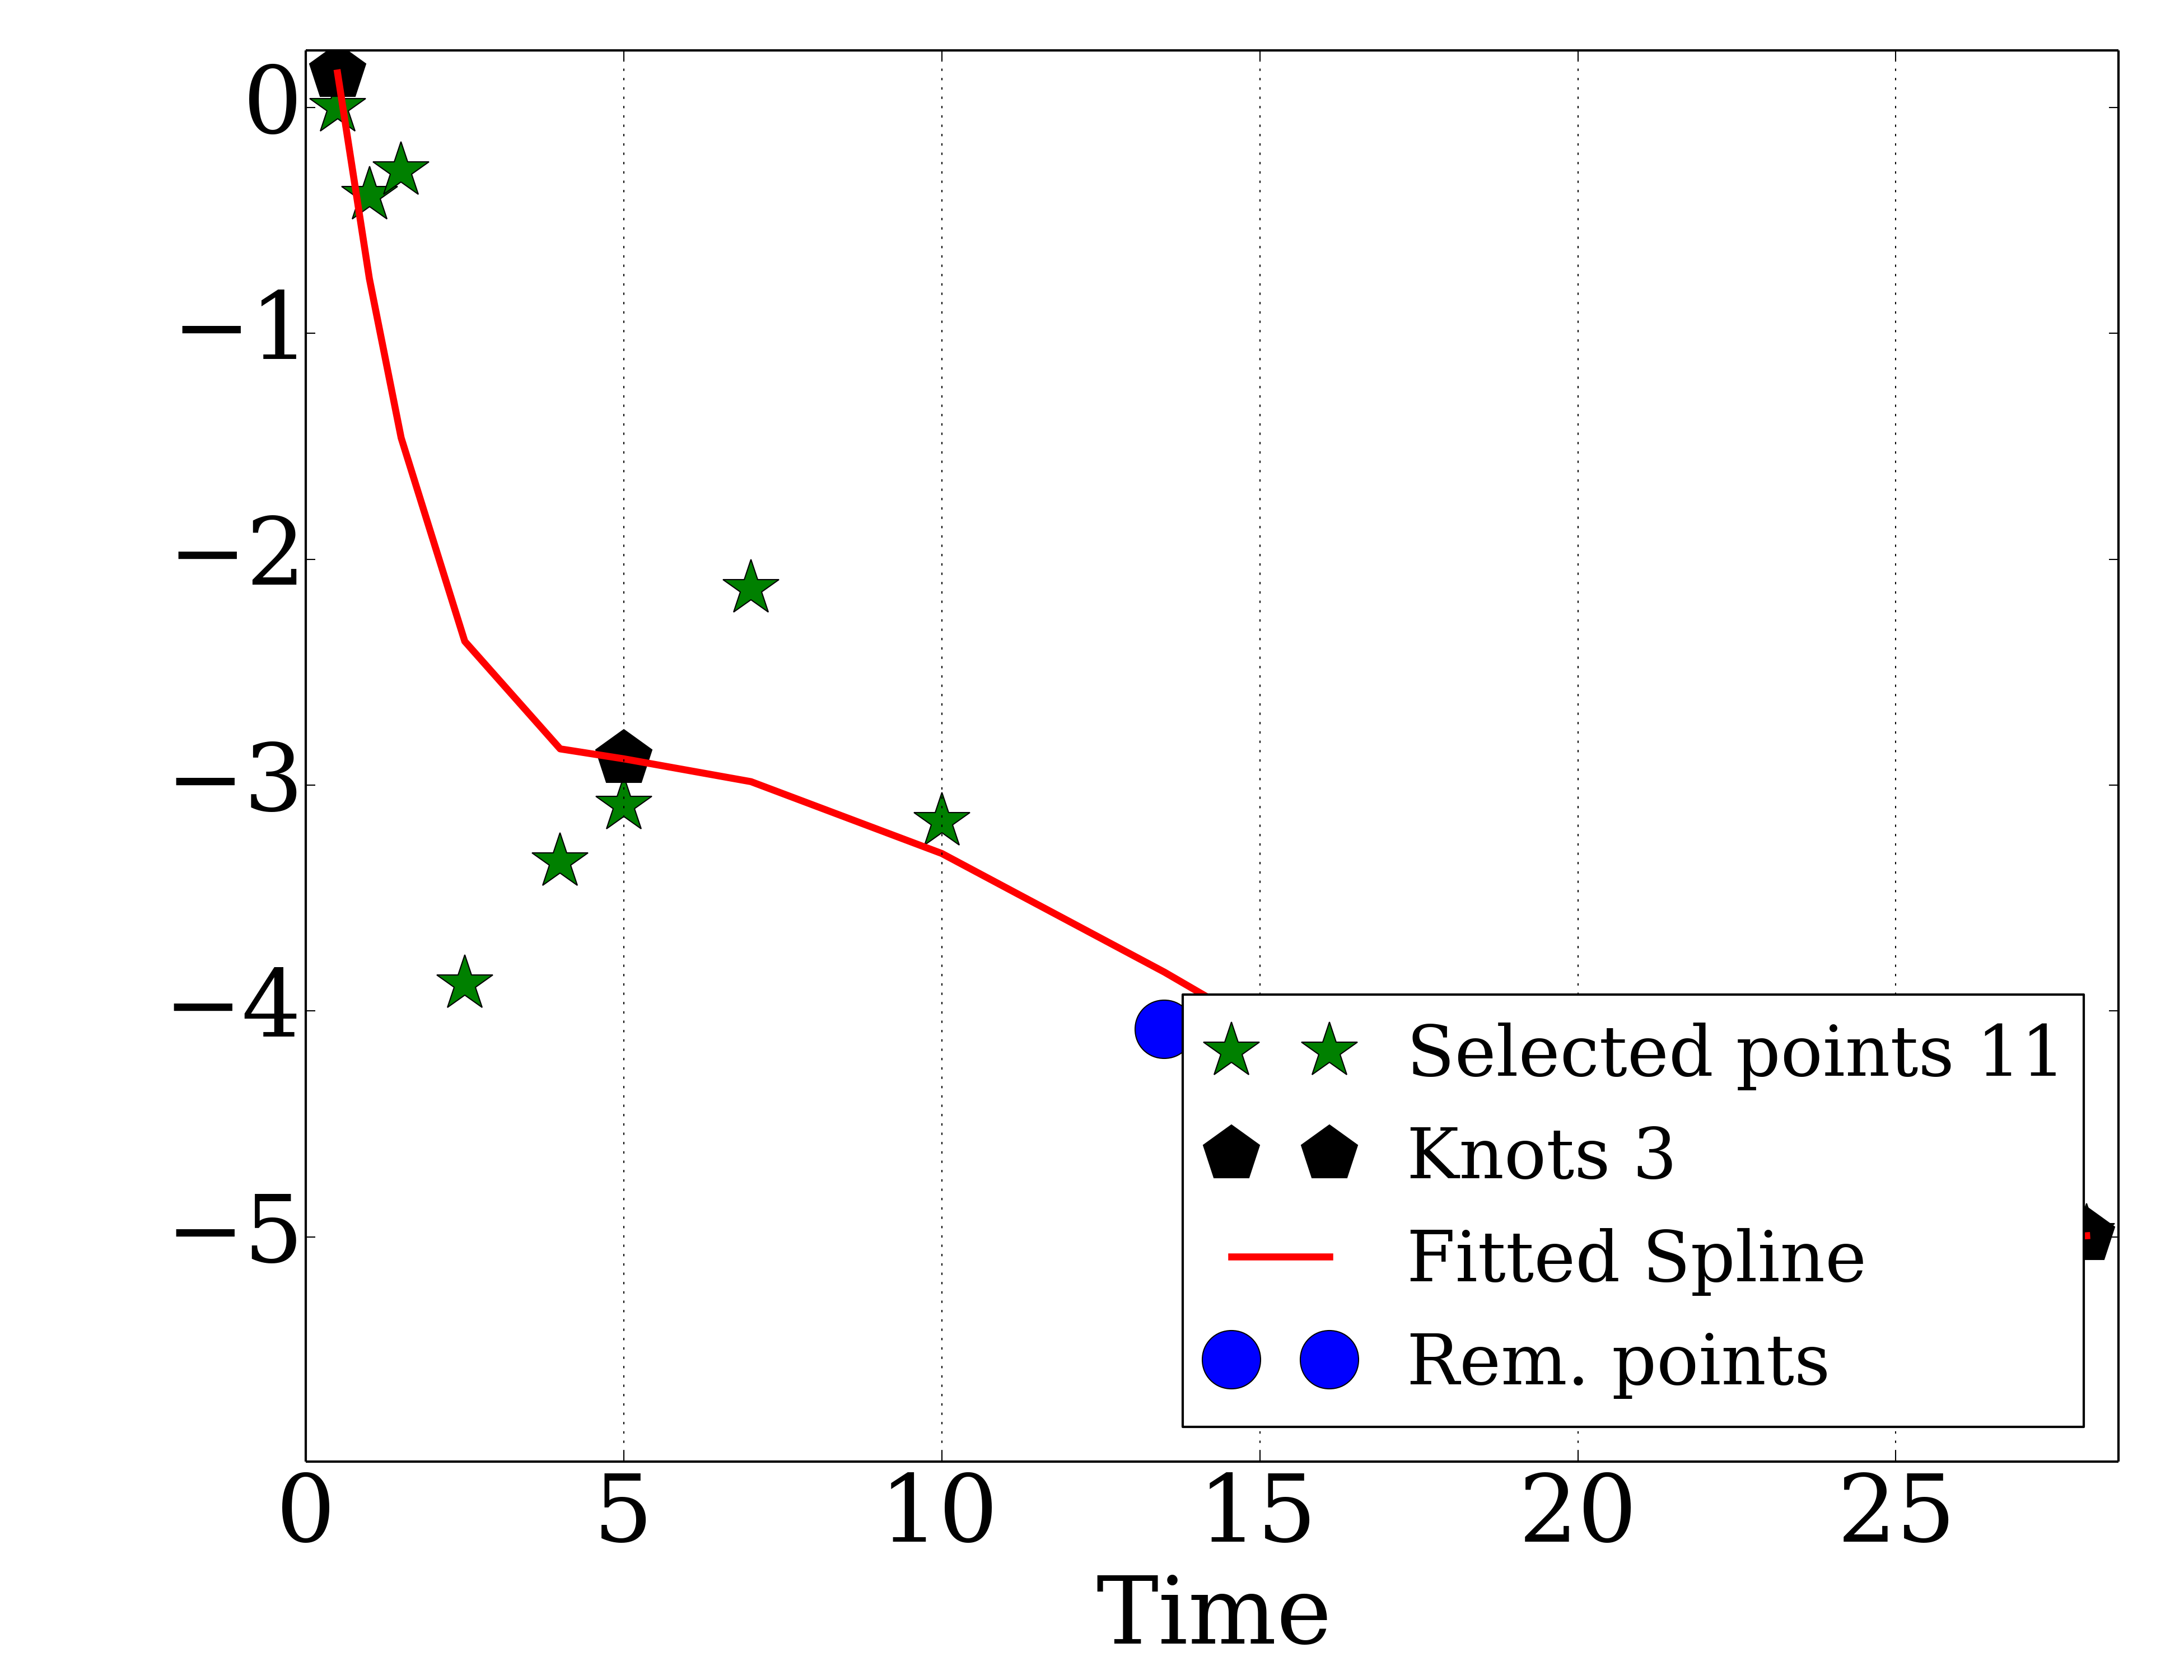 0
−1
−2
−3
−4
−5
Selected points 11
Knots 3
Fitted Spline
Rem. points
0 5 10 15 20 25
Time